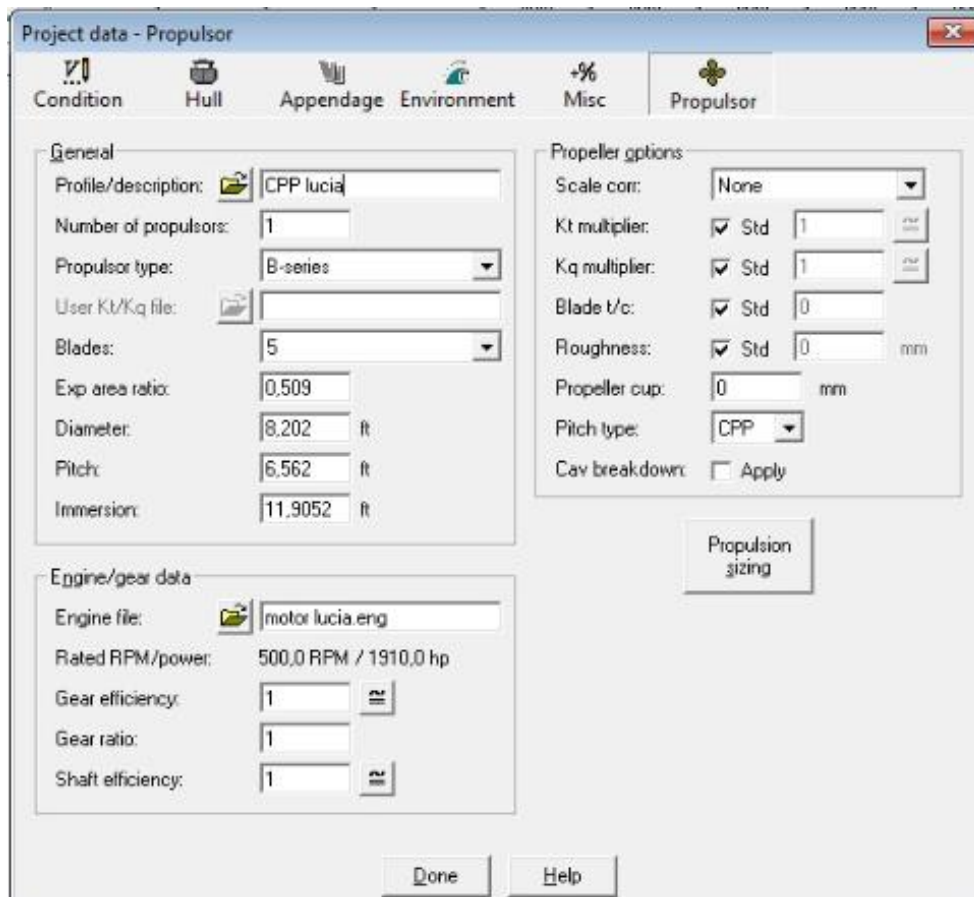 Project data - Propulsor
Condition Hull Appendage Environment Misc Propulsor
General
Profile/description: CPP lucia
Number of propulsors: 1
Propulsor type: B-series
User Kt/Kq file:
Blades: 5
Exp area ratio: 0,509
Diameter: 8,202 ft
Pitch: 6,562 ft
Immersion: 11,9052 ft
Engine/gear data
Engine file: motor lucia.eng
Rated RPM/power: 500,0 RPM / 1910,0 hp
Gear efficiency: 1
Gear ratio: 1
Shaft efficiency: 1
Propeller options
Scale corr: None
Kt multiplier: Std 1
Kq multiplier: Std 1
Blade t/c: Std 0
Roughness: Std 0 mm
Propeller cup: 0 mm
Pitch type: CPP
Cav breakdown: Apply
Propulsion
sizing
Done Help